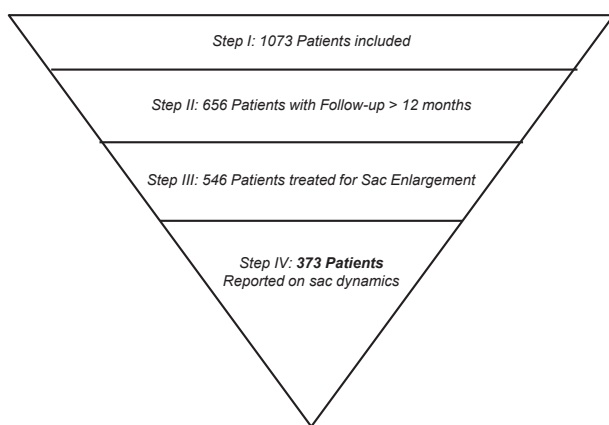 Step I: 1073 Patients included
Step II: 656 Patients with Follow-up > 12 months
Step III: 546 Patients treated for Sac Enlargement
Step IV: 373 Patients
Reported on sac dynamics